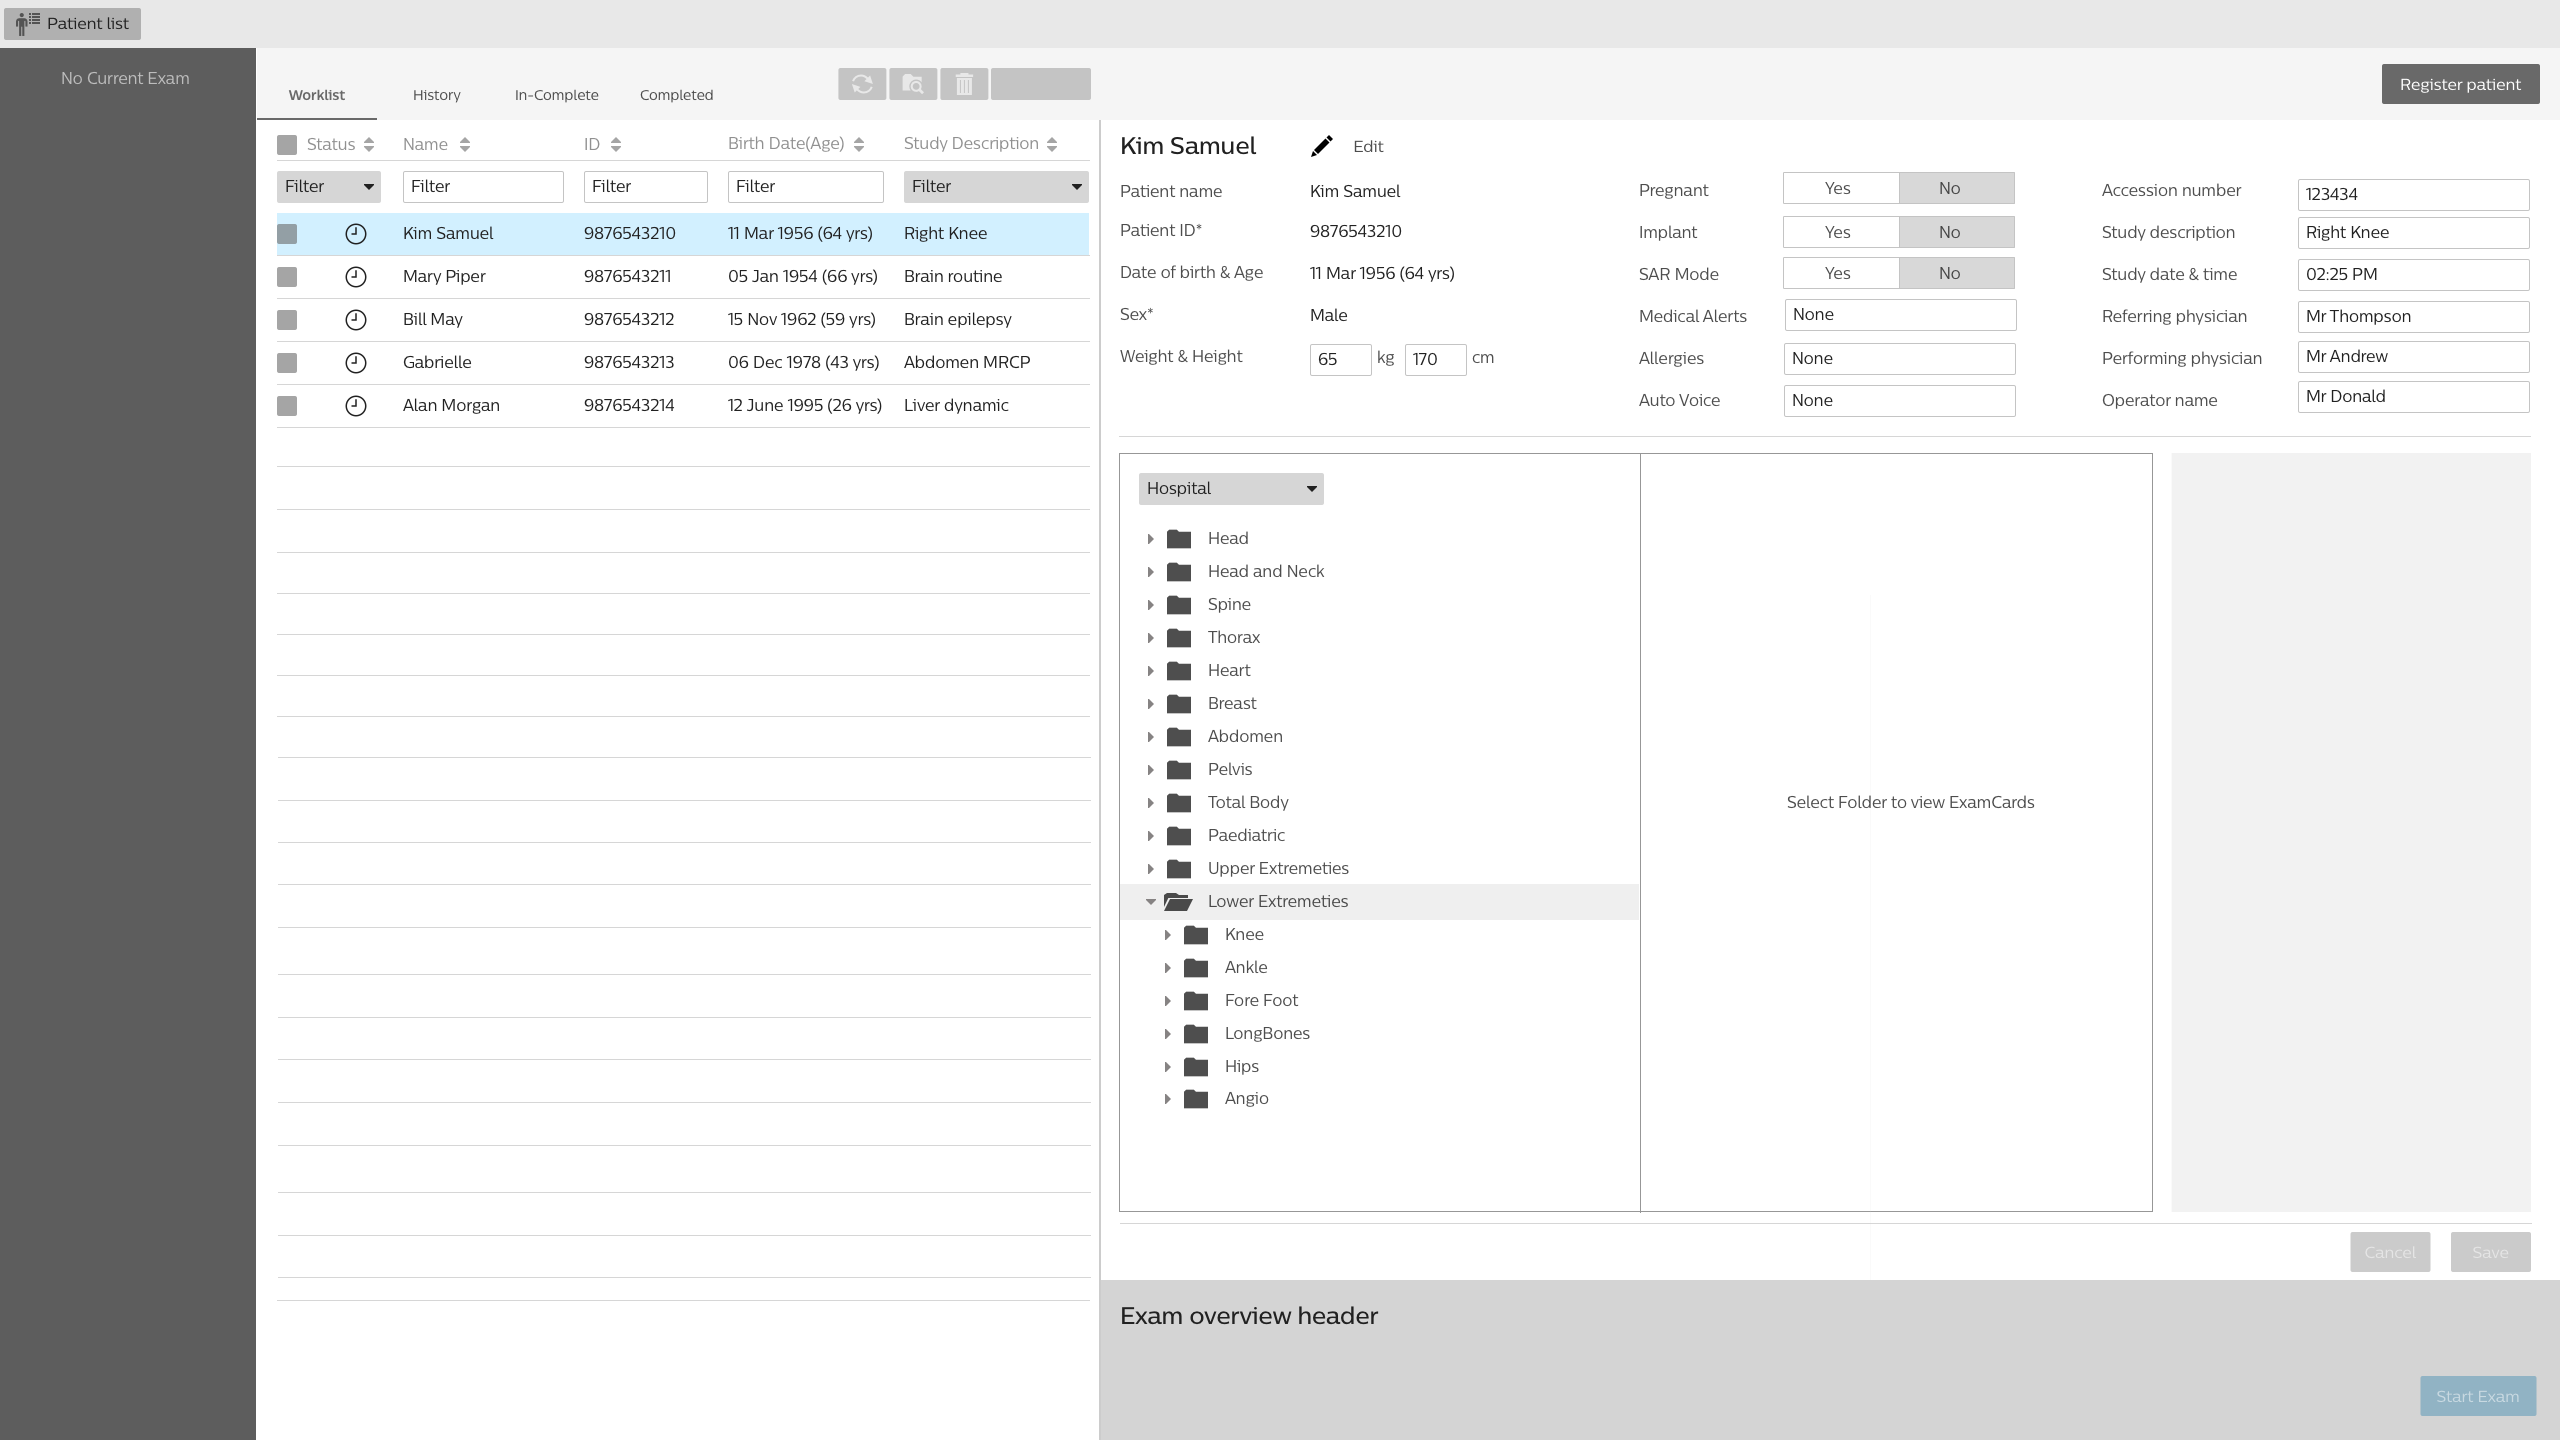 Patient list
No Current Exam
Worklist History In-Complete Completed
Register patient
Status Name ID Birth Date(Age) Study Description
Filter Filter Filter Filter Filter
Kim Samuel 9876543210 11 Mar 1956 (64 yrs) Right Knee
Mary Piper 9876543211 05 Jan 1954 (66 yrs) Brain routine
Bill May 9876543212 15 Nov 1962 (59 yrs) Brain epilepsy
Gabrielle 9876543213 06 Dec 1978 (43 yrs) Abdomen MRCP
Alan Morgan 9876543214 12 June 1995 (26 yrs) Liver dynamic
Kim Samuel Edit
Patient name Kim Samuel
Patient ID* 9876543210
Date of birth & Age 11 Mar 1956 (64 yrs)
Sex* Male
Weight & Height 65 kg 170 cm
Pregnant Yes No
Implant Yes No
SAR Mode Yes No
Medical Alerts None
Allergies None
Auto Voice None
Accession number 123434
Study description Right Knee
Study date & time 02:25 PM
Referring physician Mr Thompson
Performing physician Mr Andrew
Operator name Mr Donald
Hospital
Head
Head and Neck
Spine
Thorax
Heart
Breast
Abdomen
Pelvis
Total Body
Paediatric
Upper Extremeties
Lower Extremeties
Knee
Ankle
Fore Foot
LongBones
Hips
Angio
Select Folder to view ExamCards
Cancel Save
Exam overview header
Start Exam